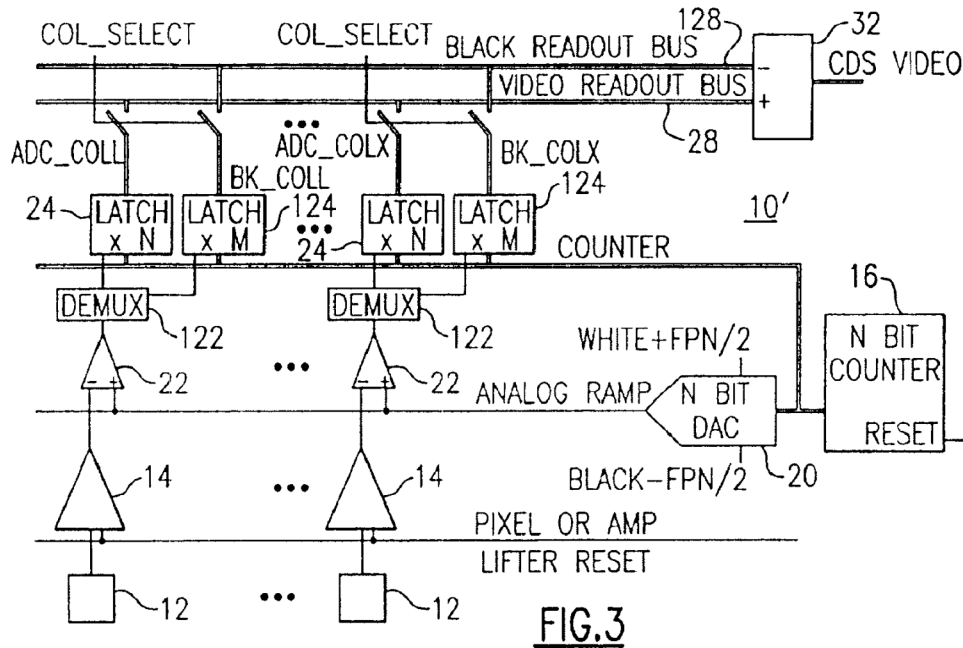 COL_SELECT
COL_SELECT
BLACK READOUT BUS
128
32
-
CDS VIDEO
VIDEO READOUT BUS
+
28
ADC_COLL
ADC_COLX
BK_COLX
BK_COLL
24
LATCH
x N
LATCH
x M
124
24
LATCH
x N
LATCH
x M
124
10'
COUNTER
16
DEMUX
122
DEMUX
122
WHITE+FPN/2
N BIT
COUNTER
RESET
- +
22
- +
22
ANALOG RAMP
N BIT
DAC
20
BLACK-FPN/2
14
14
PIXEL OR AMP
LIFTER RESET
12
12
FIG.3